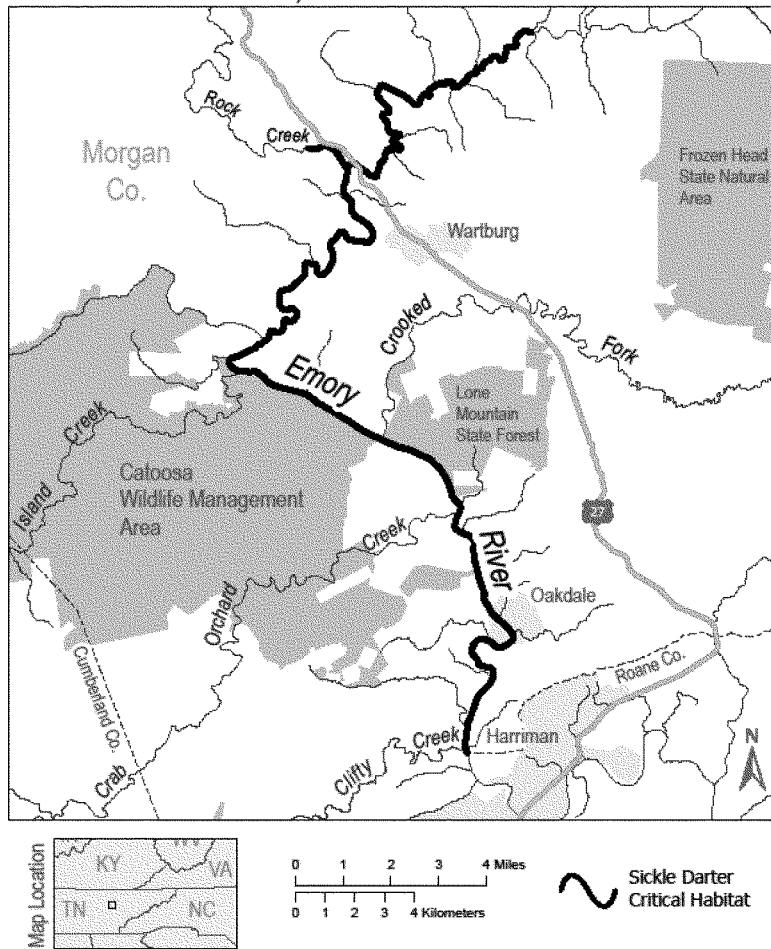 Rock
Creek
Morgan
Co.
Frozen Head
State Natural
Area
Wartburg
Crooked
Fork
Emory
Lone
Mountain
State Forest
Creek
Island
Catoosa
Wildlife Management
Area
27
Creek
River
Orchard
Oakdale
Cumberland Co.
Roane Co.
Crab
Creek
Harriman
Clifty
N
Map Location
KY
WV
VA
TN
NC
0 1 2 3 4 Miles
0 1 2 3 4 Kilometers
Sickle Darter
Critical Habitat